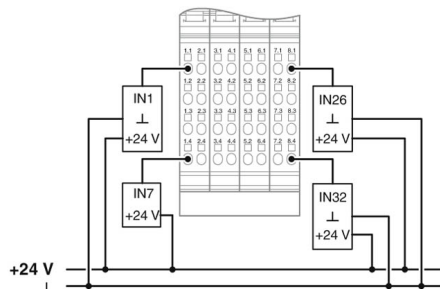 1.1 2.1 3.1 4.1 5.1 6.1 7.1 8.1
1.2 2.2 3.2 4.2 5.2 6.2 7.2 8.2
1.3 2.3 3.3 4.3 5.3 6.3 7.3 8.3
1.4 2.4 3.4 4.4 5.2 6.4 7.2 8.4
IN1
+24 V
IN26
+24 V
IN7
+24 V
IN32
+24 V
+24 V